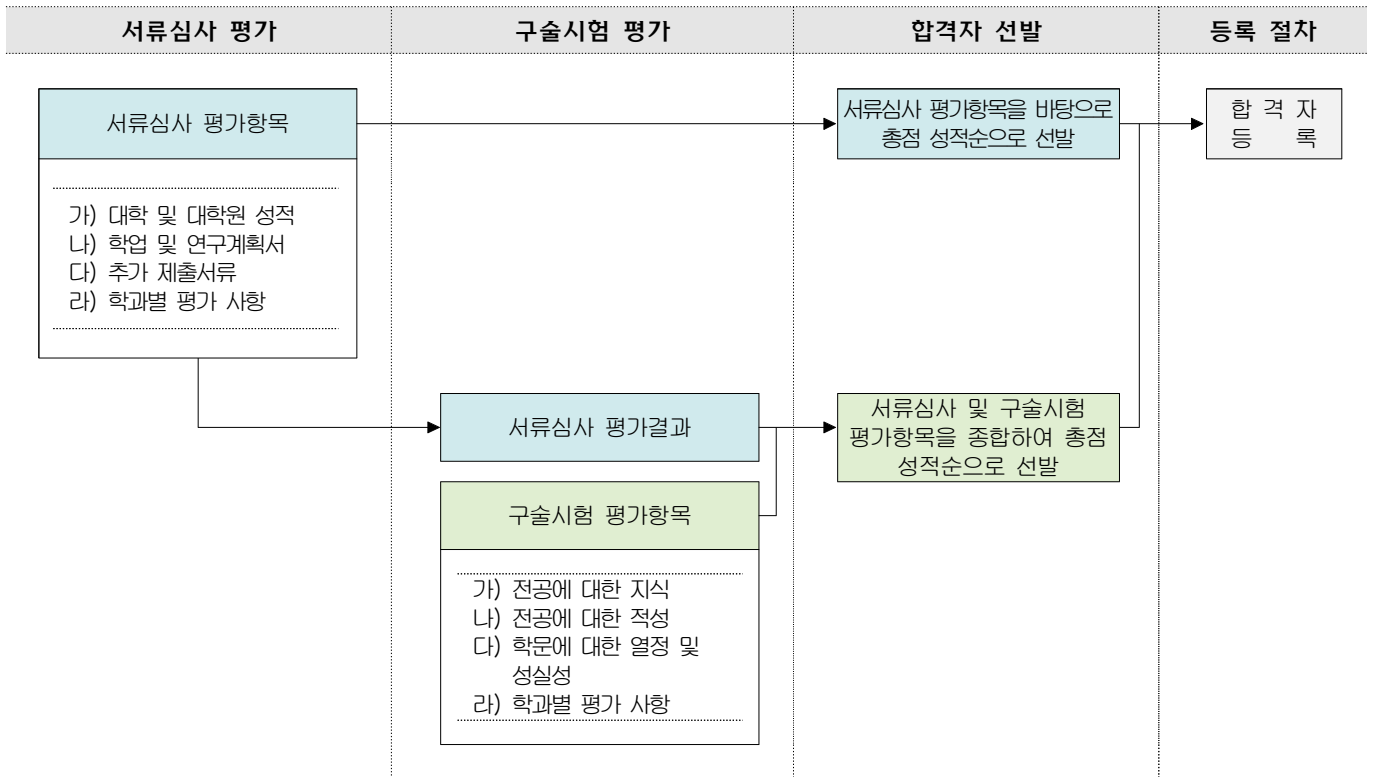 서류심사 평가
구술시험 평가
합격자 선발
등록 절차
서류심사 평가항목
가) 대학 및 대학원 성적
나) 학업 및 연구계획서
다) 추가 제출서류
라) 학과별 평가 사항
서류심사 평가항목을 바탕으로
총점 성적순으로 선발
합 격 자
등 록
서류심사 평가결과
구술시험 평가항목
가) 전공에 대한 지식
나) 전공에 대한 적성
다) 학문에 대한 열정 및
성실성
라) 학과별 평가 사항
서류심사 및 구술시험
평가항목을 종합하여 총점
성적순으로 선발